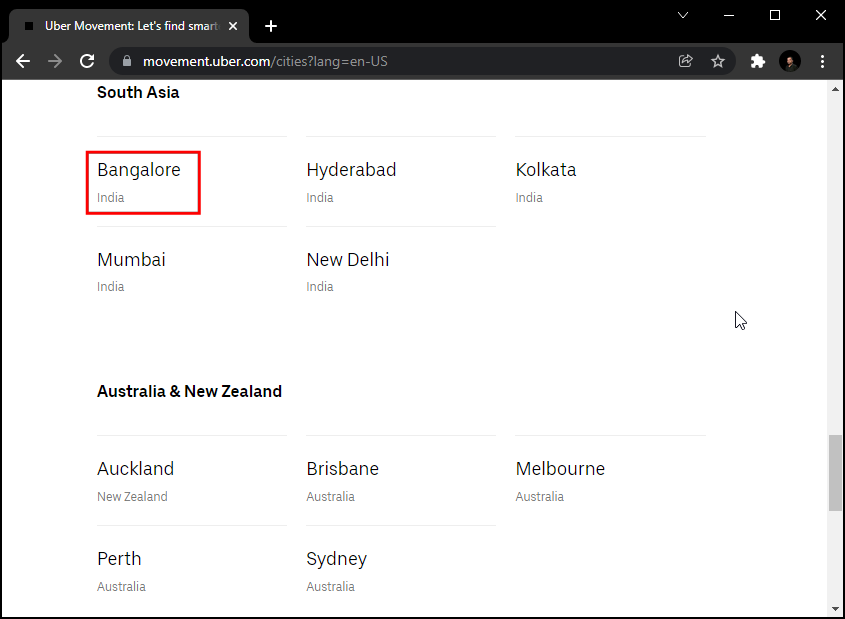 Uber Movement: Let's find smart
movement.uber.com/cities?lang=en-US
South Asia
Bangalore Hyderabad Kolkata
India India India
Mumbai New Delhi
India India
Australia & New Zealand
Auckland Brisbane Melbourne
New Zealand Australia Australia
Perth Sydney
Australia Australia